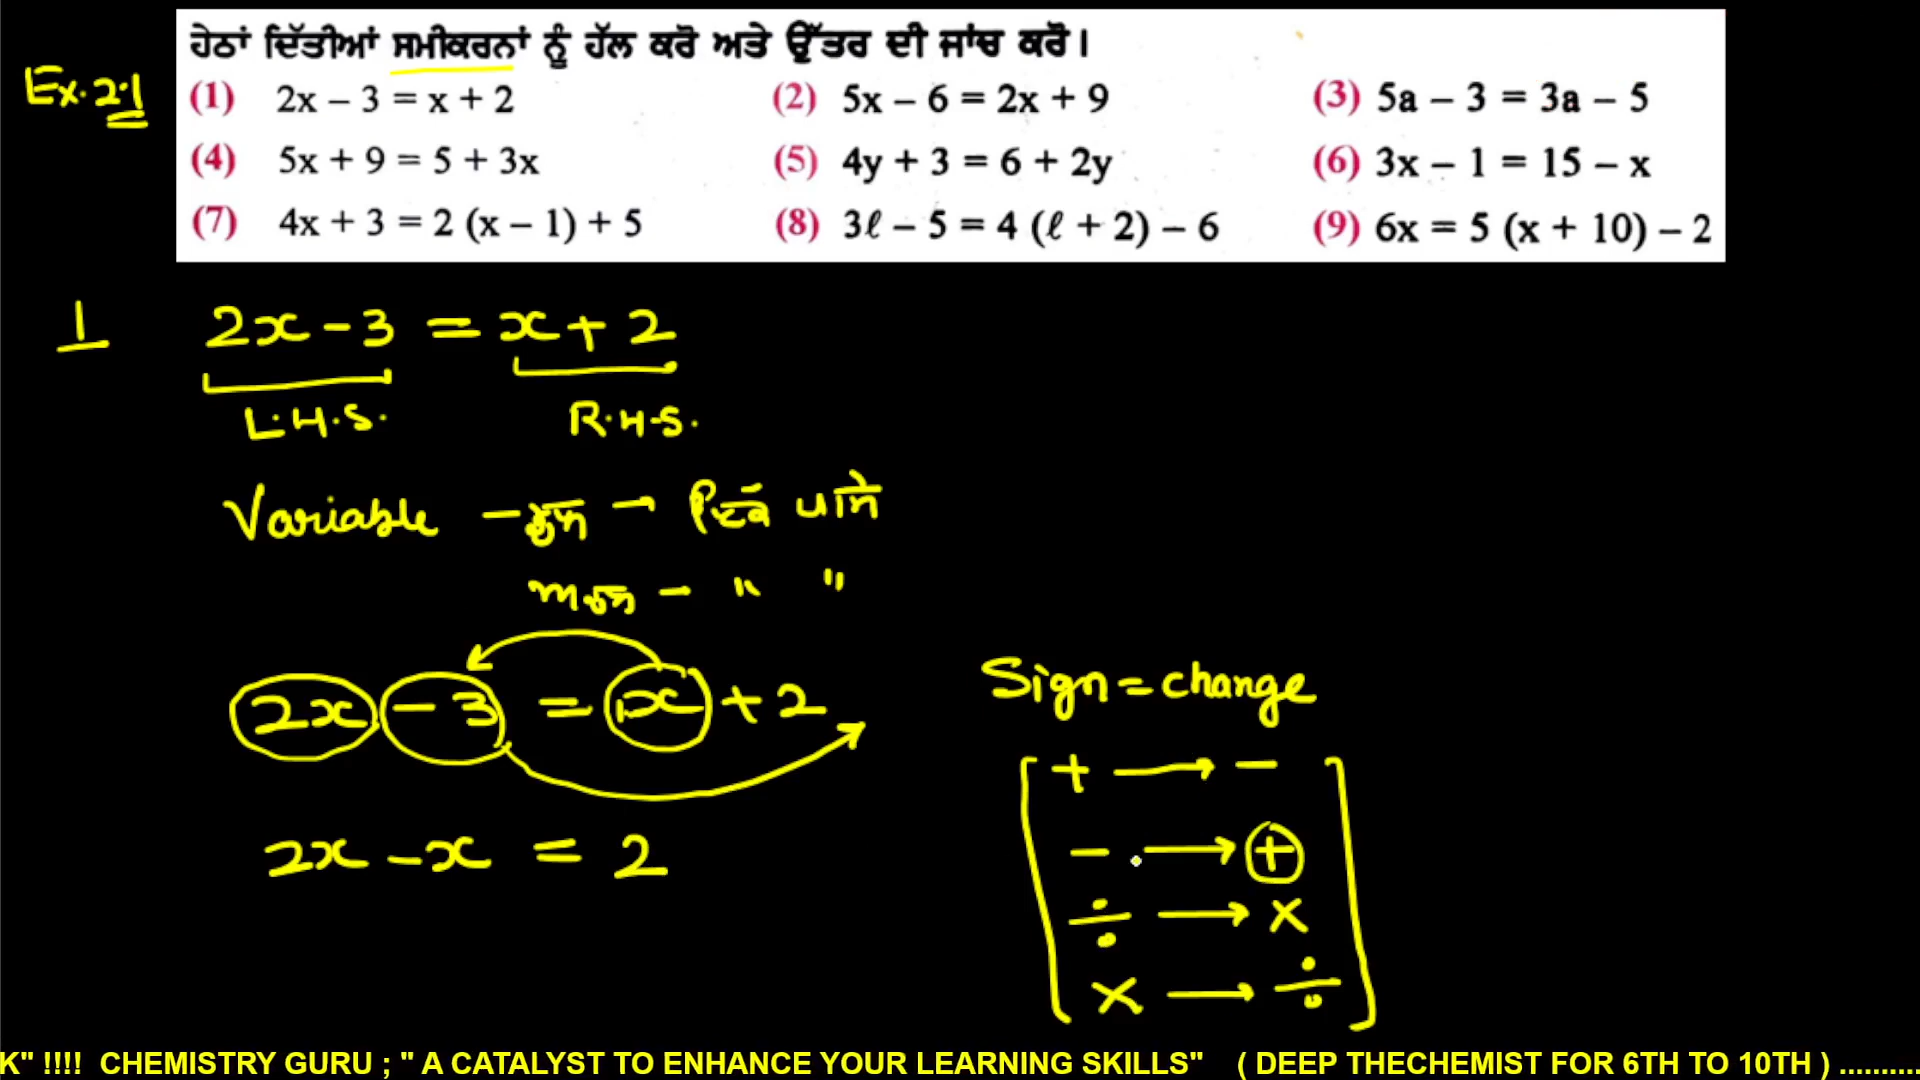 ਹੇਠਾਂ ਦਿੱਤੀਆਂ ਸਮੀਕਰਨਾਂ ਨੂੰ ਹੱਲ ਕਰੋ ਅਤੇ ਉੱਤਰ ਦੀ ਜਾਂਚ ਕਰੋ।
Ex. 2.1
(1) 2x – 3 = x + 2 (2) 5x – 6 = 2x + 9 (3) 5a – 3 = 3a – 5
(4) 5x + 9 = 5 + 3x (5) 4y + 3 = 6 + 2y (6) 3x – 1 = 15 – x
(7) 4x + 3 = 2 (x – 1) + 5 (8) 3ℓ – 5 = 4 (ℓ + 2) – 6 (9) 6x = 5 (x + 10) – 2
1 2x – 3 = x + 2
L.H.S. R.H.S.
Variable – → ਇੱਕ ਪਾਸੇ
– " "
2x – 3 = x + 2
2x – x = 2
Sign = change
+ → –
– → +
÷ → ×
× → ÷
K" !!!! CHEMISTRY GURU ; " A CATALYST TO ENHANCE YOUR LEARNING SKILLS" ( DEEP THECHEMIST FOR 6TH TO 10TH ) ..........